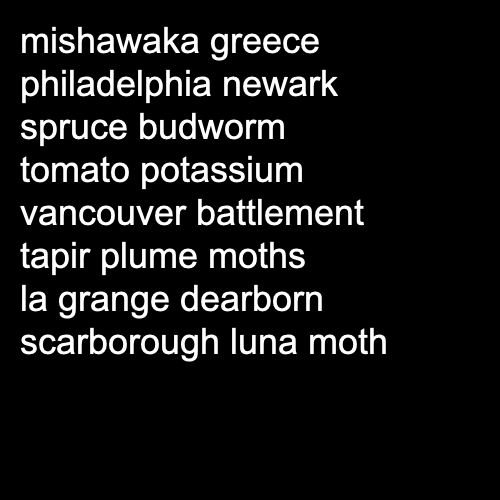 mishawaka greece
philadelphia newark
spruce budworm
tomato potassium
vancouver battlement
tapir plume moths
la grange dearborn
scarborough luna moth